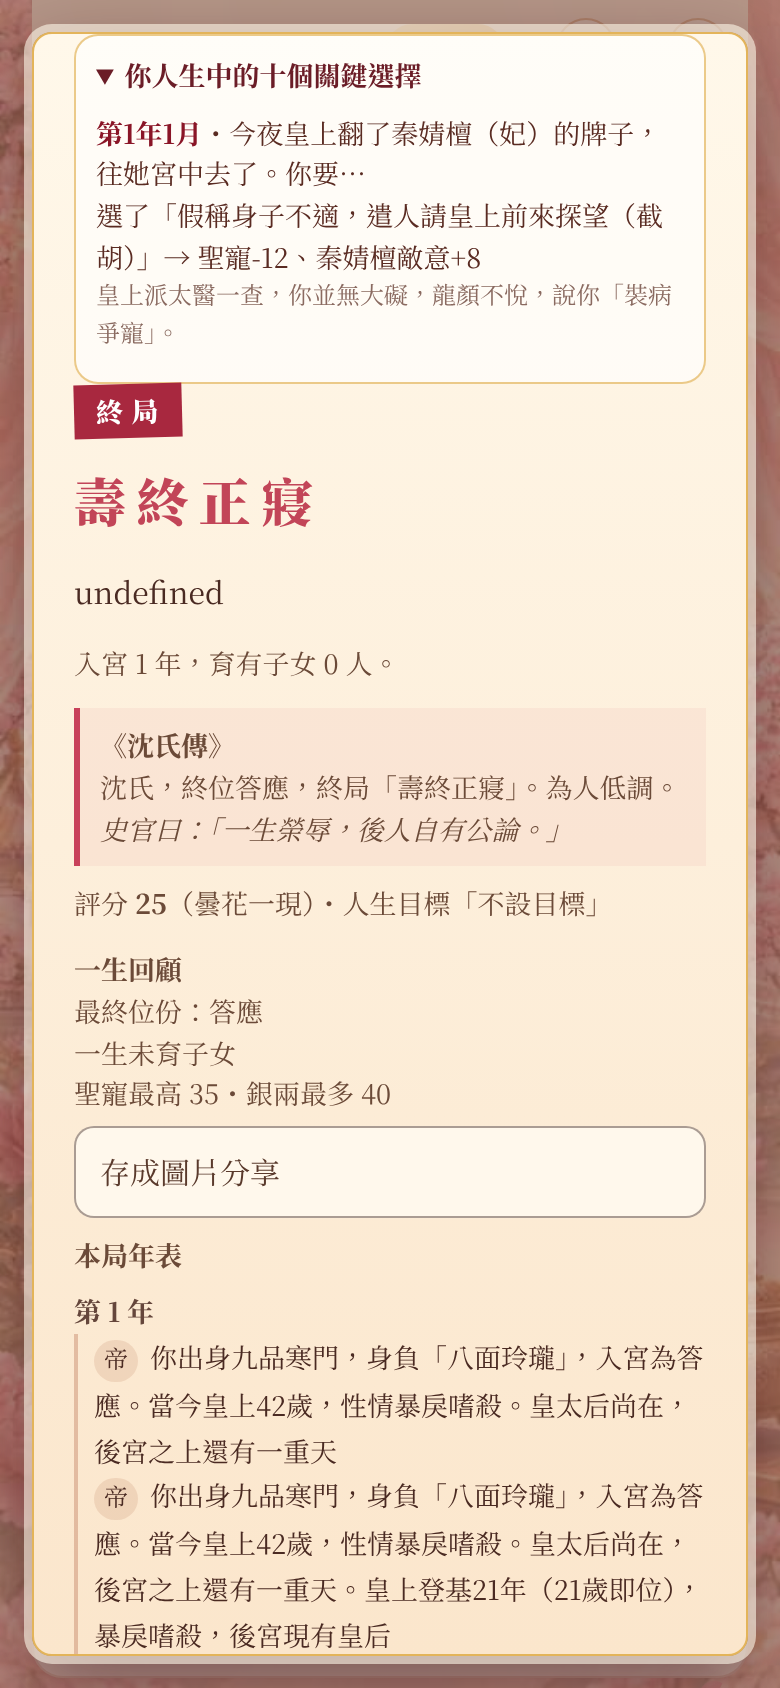 ▼ 你人生中的十個關鍵選擇
第1年1月・今夜皇上翻了秦婧檀（妃）的牌子，
往她宮中去了。你要…
選了「假稱身子不適，遣人請皇上前來探望（截
胡）」→ 聖寵-12、秦婧檀敵意+8
皇上派太醫一查，你並無大礙，龍顏不悅，說你「裝病
爭寵」。
終局
壽終正寢
undefined
入宮 1 年，育有子女 0 人。
《沈氏傳》
沈氏，終位答應，終局「壽終正寢」。為人低調。
史官曰：「一生榮辱，後人自有公論。」
評分 25（曇花一現）・人生目標「不設目標」
一生回顧
最終位份：答應
一生未育子女
聖寵最高 35・銀兩最多 40
存成圖片分享
本局年表
第 1 年
帝 你出身九品寒門，身負「八面玲瓏」，入宮為答
應。當今皇上42歲，性情暴戾嗜殺。皇太后尚在，
後宮之上還有一重天
帝 你出身九品寒門，身負「八面玲瓏」，入宮為答
應。當今皇上42歲，性情暴戾嗜殺。皇太后尚在，
後宮之上還有一重天。皇上登基21年（21歲即位），
暴戾嗜殺，後宮現有皇后